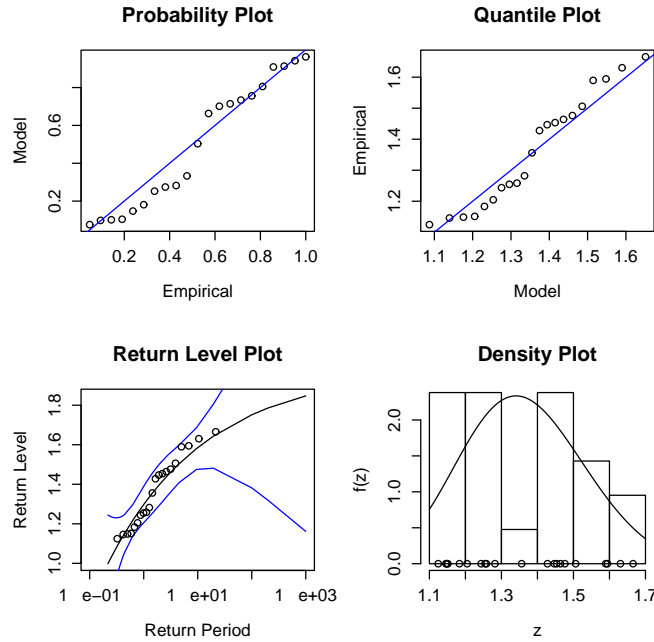 Probability Plot
Model
0.2 0.6
0.2 0.4 0.6 0.8 1.0
Empirical
Quantile Plot
Empirical
1.2 1.4 1.6
1.1 1.2 1.3 1.4 1.5 1.6
Model
Return Level Plot
Return Level
1.0 1.2 1.4 1.6 1.8
1 e−01 1 e+01 1 e+03
Return Period
Density Plot
f(z)
0.0 1.0 2.0
1.1 1.3 1.5 1.7
z